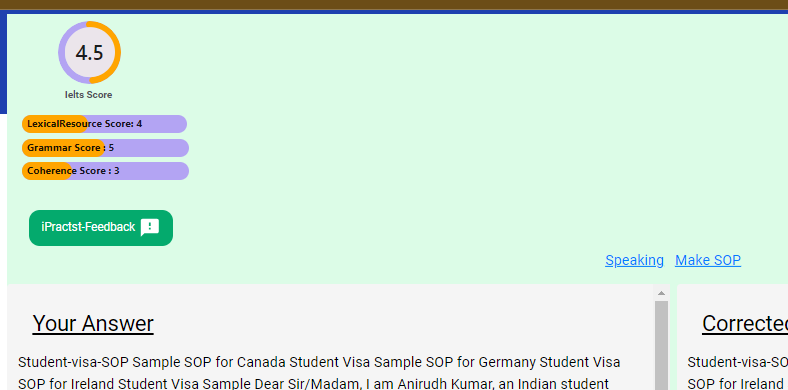 4.5
Ielts Score
LexicalResource Score: 4
Grammar Score : 5
Coherence Score : 3
iPractst-Feedback
Speaking Make SOP
Your Answer
Student-visa-SOP Sample SOP for Canada Student Visa Sample SOP for Germany Student Visa
SOP for Ireland Student Visa Sample Dear Sir/Madam, I am Anirudh Kumar, an Indian student
Corrected
Student-visa-SO
SOP for Ireland